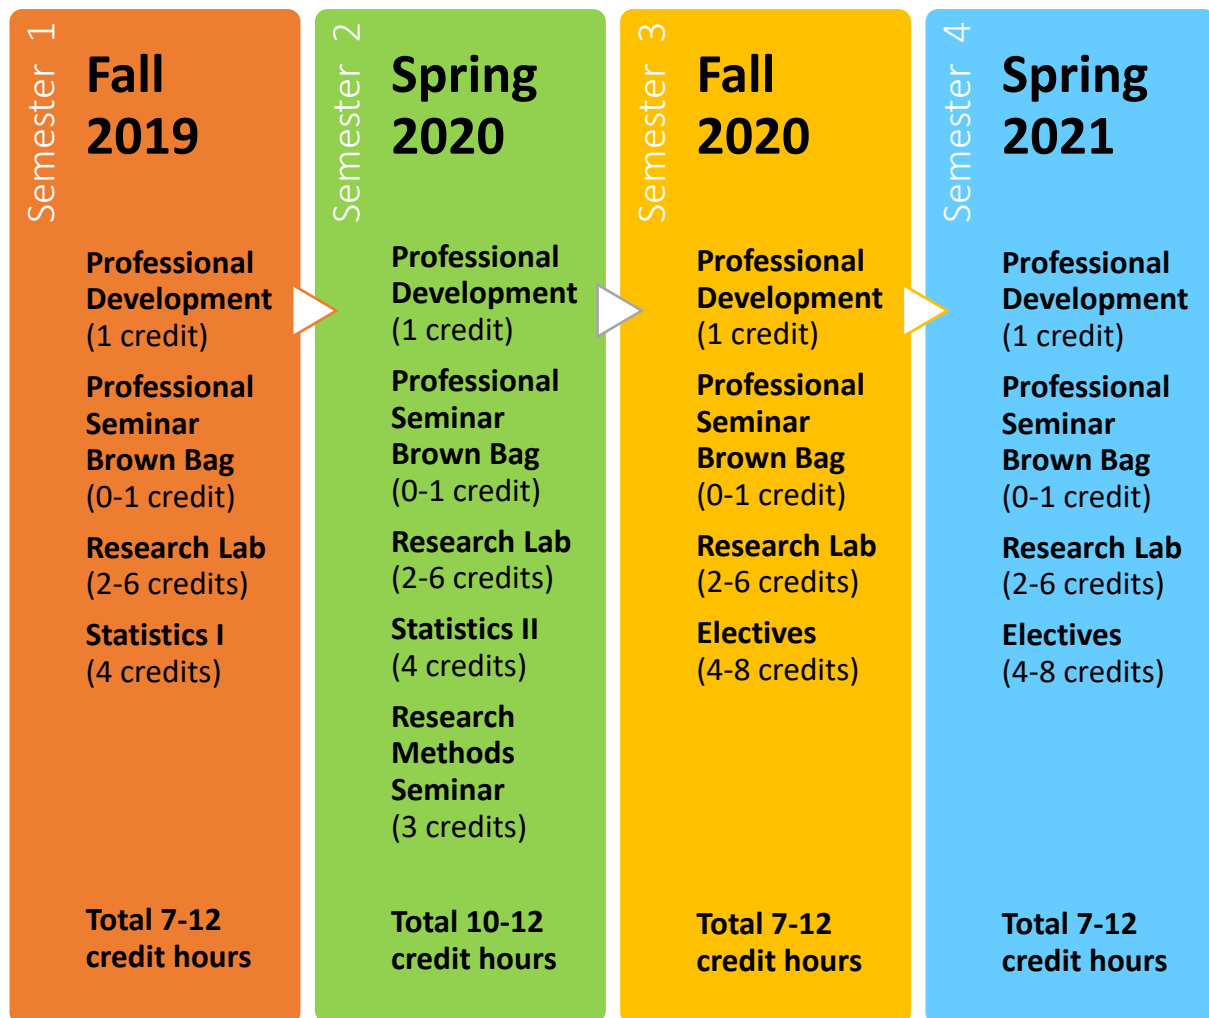 Semester 1
Fall
2019
Professional
Development
(1 credit)
Professional
Seminar
Brown Bag
(0-1 credit)
Research Lab
(2-6 credits)
Statistics I
(4 credits)
Total 7-12
credit hours
Semester 2
Spring
2020
Professional
Development
(1 credit)
Professional
Seminar
Brown Bag
(0-1 credit)
Research Lab
(2-6 credits)
Statistics II
(4 credits)
Research
Methods
Seminar
(3 credits)
Total 10-12
credit hours
Semester 3
Fall
2020
Professional
Development
(1 credit)
Professional
Seminar
Brown Bag
(0-1 credit)
Research Lab
(2-6 credits)
Electives
(4-8 credits)
Total 7-12
credit hours
Semester 4
Spring
2021
Professional
Development
(1 credit)
Professional
Seminar
Brown Bag
(0-1 credit)
Research Lab
(2-6 credits)
Electives
(4-8 credits)
Total 7-12
credit hours